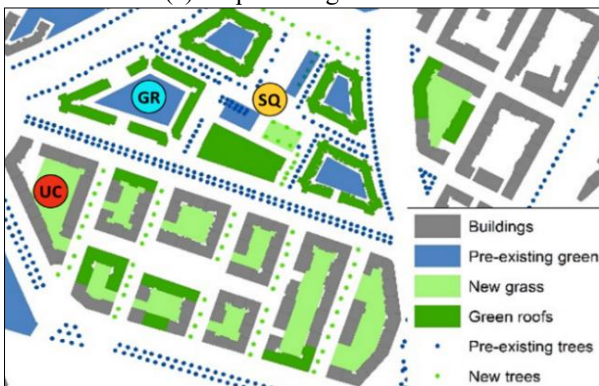 GR
SQ
UC
Buildings
Pre-existing green
New grass
Green roofs
Pre-existing trees
New trees